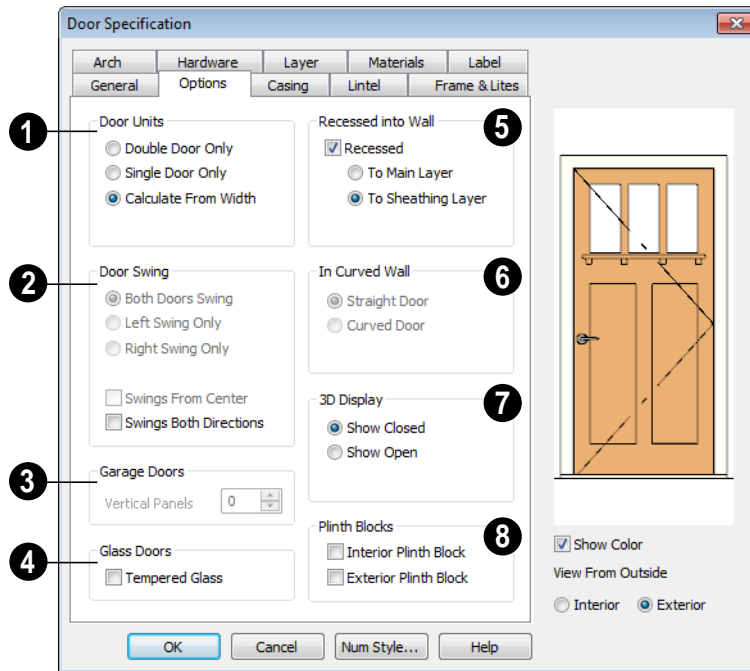 Door Specification
Arch Hardware Layer Materials Label
General Options Casing Lintel Frame & Lites
1
Door Units
Double Door Only
Single Door Only
Calculate From Width
2
Door Swing
Both Doors Swing
Left Swing Only
Right Swing Only
Swings From Center
Swings Both Directions
3
Garage Doors
Vertical Panels 0
4
Glass Doors
Tempered Glass
Recessed into Wall
5
Recessed
To Main Layer
To Sheathing Layer
In Curved Wall
6
Straight Door
Curved Door
3D Display
7
Show Closed
Show Open
Plinth Blocks
8
Interior Plinth Block
Exterior Plinth Block
Show Color
View From Outside
Interior Exterior
OK Cancel Num Style... Help